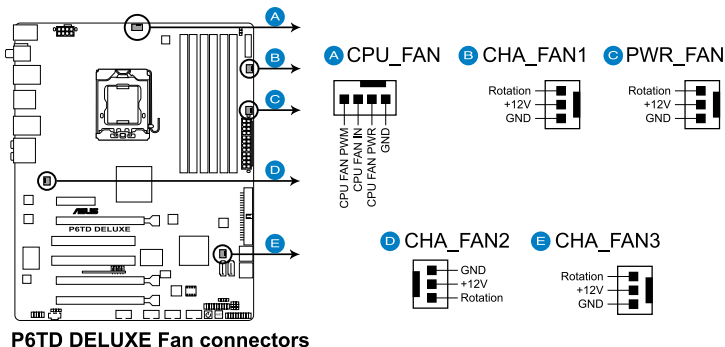 A
B
C
D
E
ASUS
P6TD DELUXE
A CPU_FAN
CPU FAN PWM
CPU FAN IN
CPU FAN PWR
GND
B CHA_FAN1
Rotation
+12V
GND
C PWR_FAN
Rotation
+12V
GND
D CHA_FAN2
GND
+12V
Rotation
E CHA_FAN3
Rotation
+12V
GND
P6TD DELUXE Fan connectors